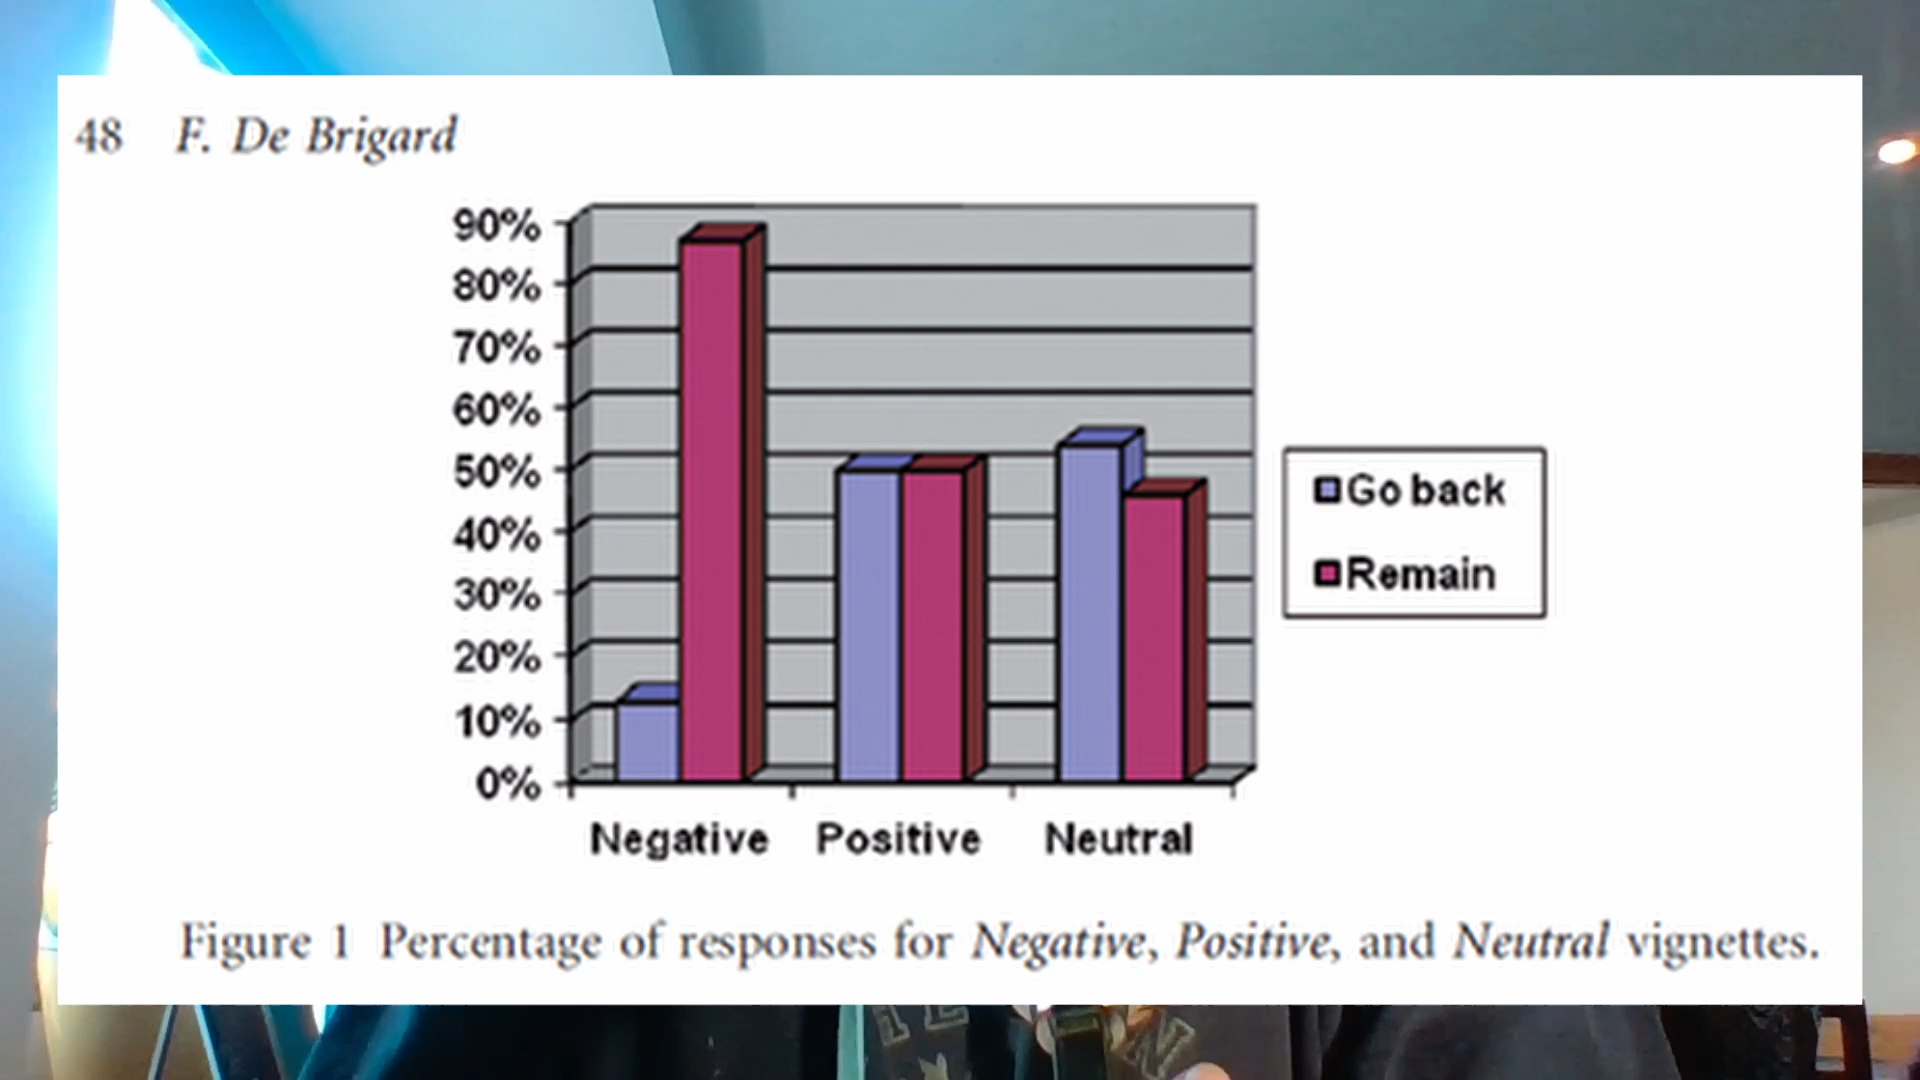 48 F. De Brigard
90%
80%
70%
60%
50%
40%
30%
20%
10%
0%
Negative Positive Neutral
Go back
Remain
Figure 1 Percentage of responses for Negative, Positive, and Neutral vignettes.